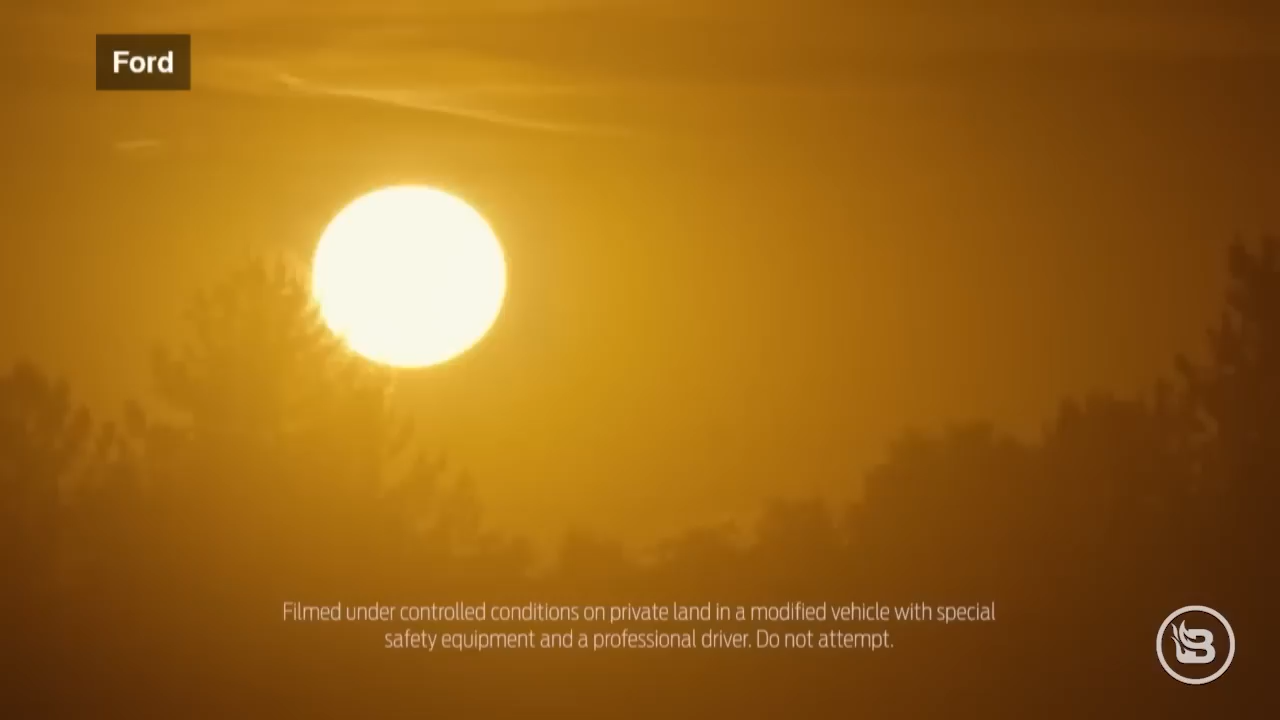 Ford
Filmed under controlled conditions on private land in a modified vehicle with special
safety equipment and a professional driver. Do not attempt.
B